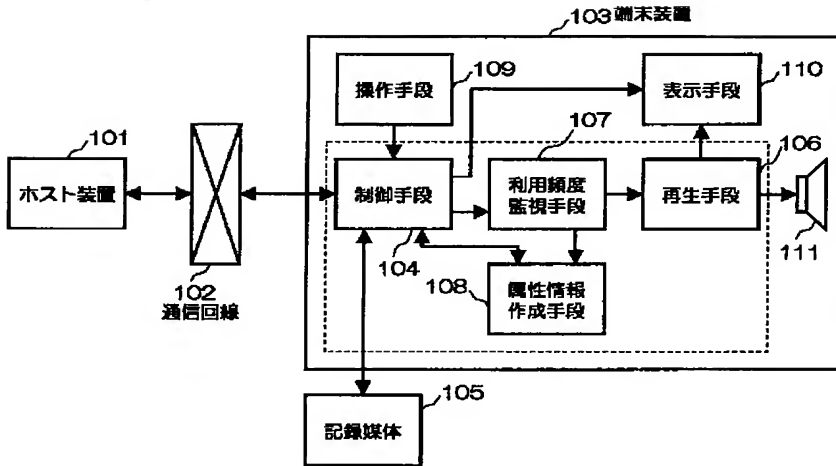 103 端末装置
109
操作手段
110
表示手段
107
101
ホスト装置
制御手段
104
利用頻度
監視手段
106
再生手段
111
102
通信回線
108
属性情報
作成手段
105
記録媒体